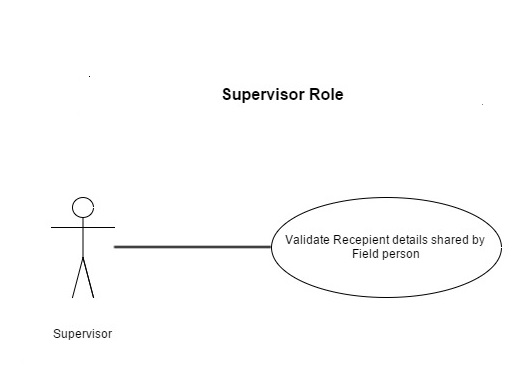 Supervisor Role
Validate Recepient details shared by
Field person
Supervisor